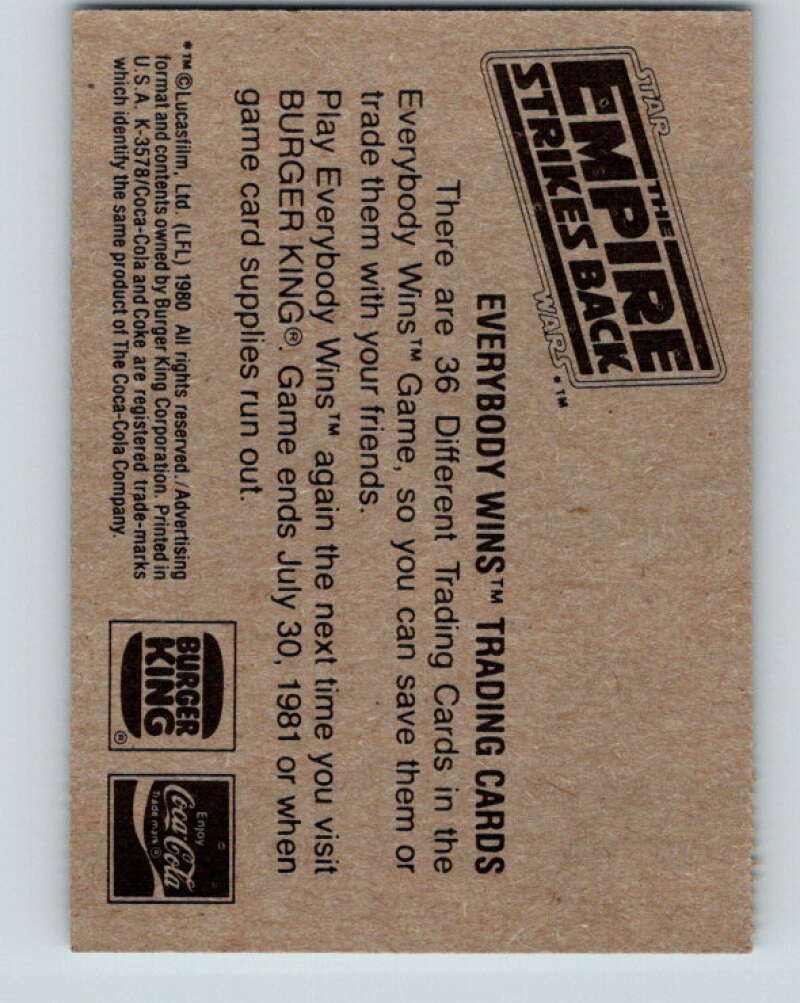 STAR
THE
EMPIRE
STRIKES BACK
WARS •™
EVERYBODY WINS™ TRADING CARDS
There are 36 Different Trading Cards in the
Everybody Wins™ Game, so you can save them or
trade them with your friends.
Play Everybody Wins™ again the next time you visit
BURGER KING®. Game ends July 30, 1981 or when
game card supplies run out.
•™ ©Lucasfilm, Ltd. (LFL) 1980 All rights reserved./Advertising
format and contents owned by Burger King Corporation. Printed in
U.S.A. K-3578/Coca-Cola and Coke are registered trade-marks
which identify the same product of The Coca-Cola Company.
BURGER
KING
®
Enjoy
Coca-Cola
Trade mark ®